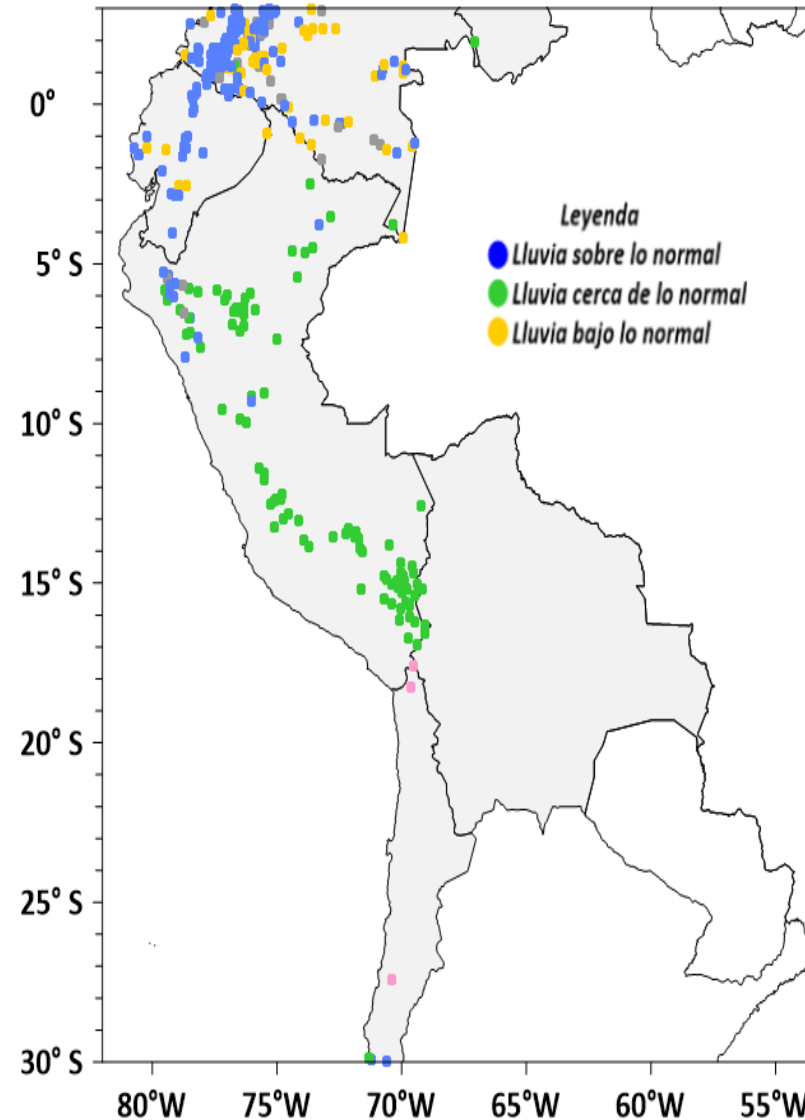 0°
Leyenda
Lluvia sobre lo normal
5° S
Lluvia cerca de lo normal
Lluvia bajo lo normal
10° S
15° S
20° S
25° S
30° S
80°W 75°W 70°W 65°W 60°W 55°W